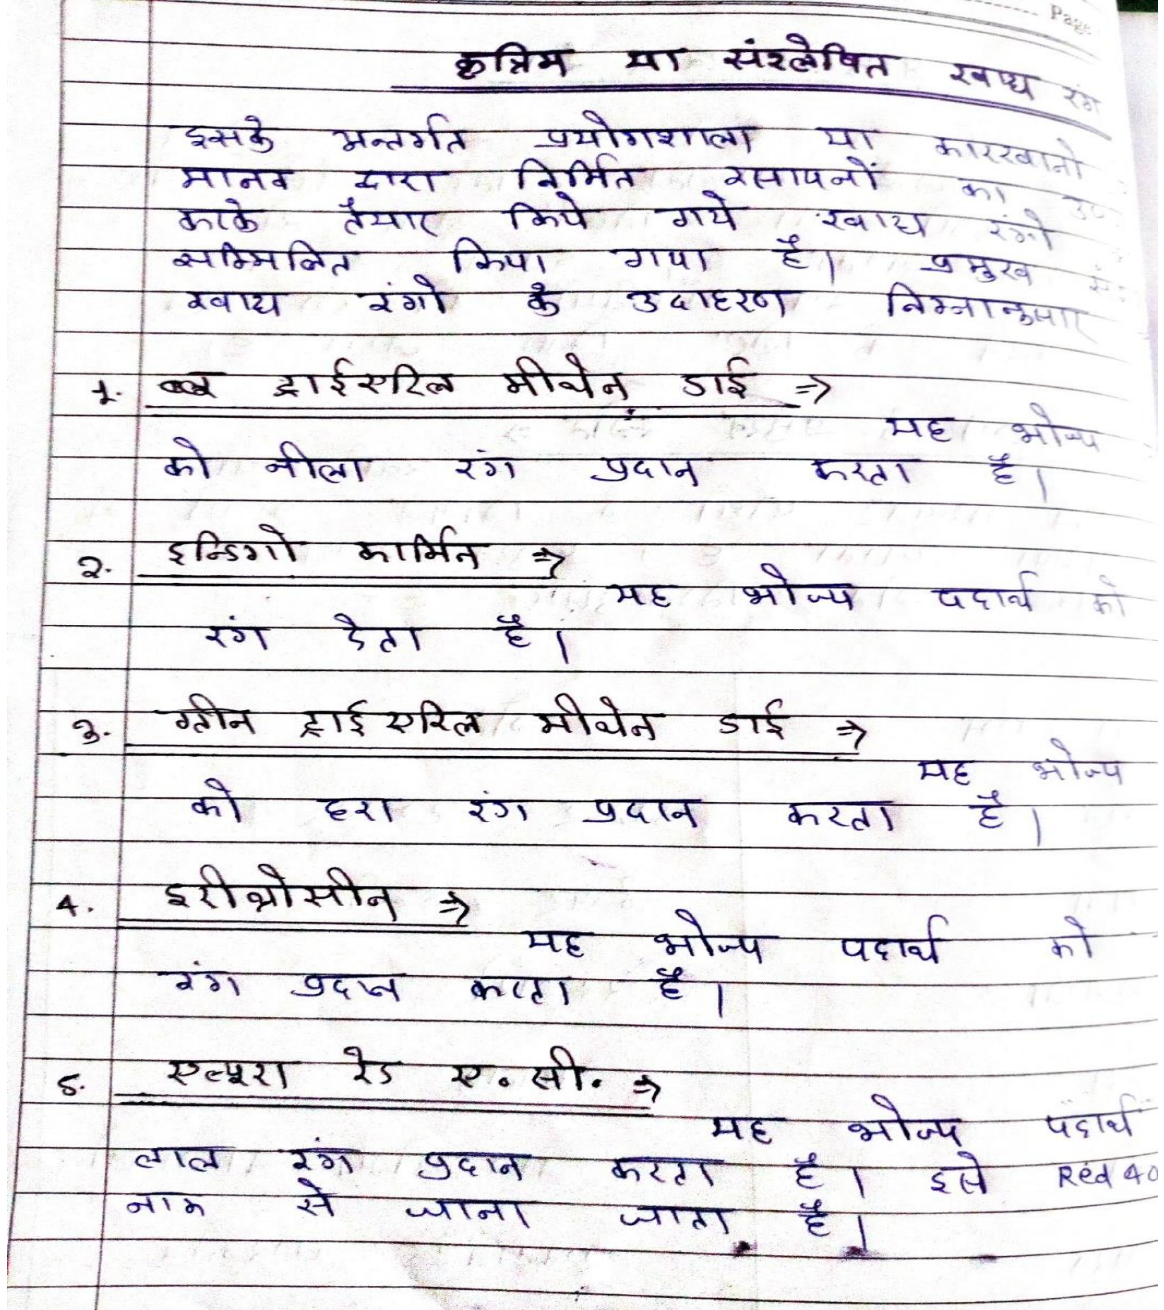 Page
कृत्रिम या संश्लेषित खाद्य रंग
इसके अन्तर्गत प्रयोगशाला या कारखानो
मानव द्वारा निर्मित रसायनों का
करके तैयार किये गये खाद्य रंगो
सम्मिलित किया गया है। प्रमुख
खाद्य रंगो के उदाहरण निम्नानुसार
1. ट्राईएरिल मीथेन डाई ⇒
यह भोज्य
को नीला रंग प्रदान करता है।
2. इन्डिगो कार्मिन ⇒
यह भोज्य पदार्थ को
रंग देता है।
3. ग्रीन ट्राईएरिल मीथेन डाई ⇒
यह भोज्य
को हरा रंग प्रदान करता है।
4. इरीथ्रोसीन ⇒
यह भोज्य पदार्थ को
रंग प्रदान करता है।
5. एल्यूरा रेड ए. सी. ⇒
यह भोज्य पदार्थ
लाल रंग प्रदान करता है। इसे Red 40
नाम से जाना जाता है।